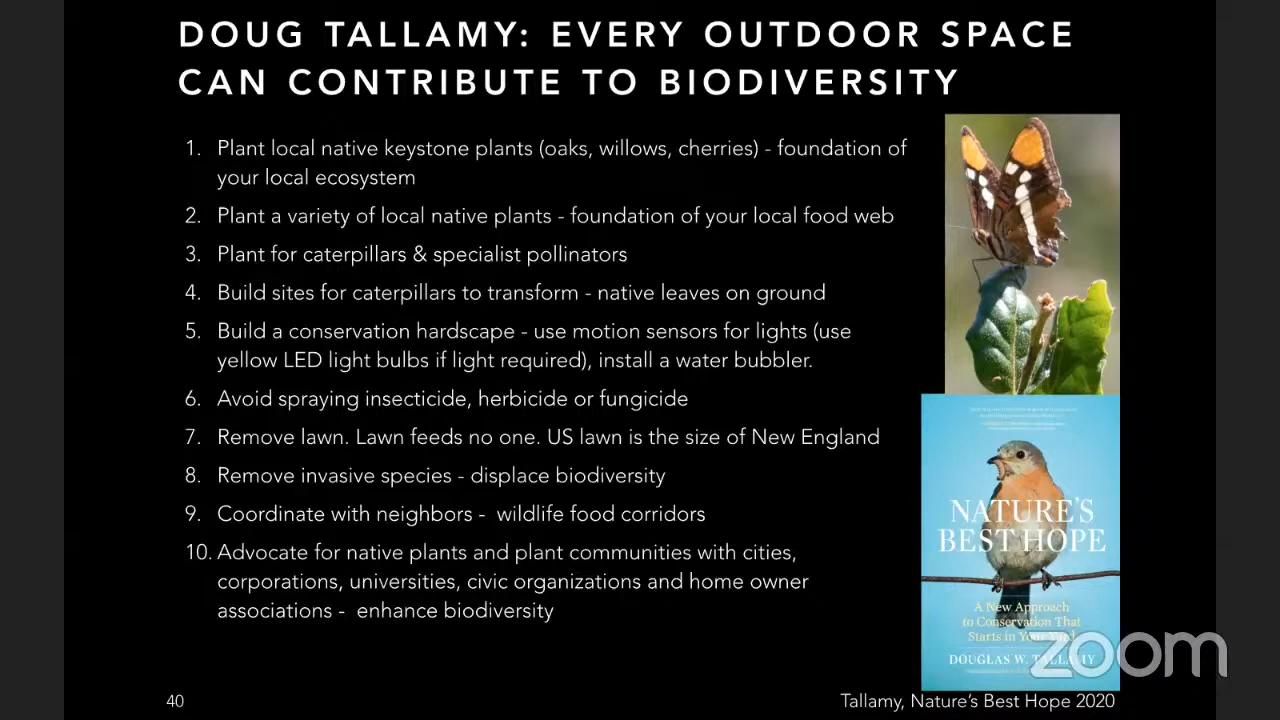 DOUG TALLAMY: EVERY OUTDOOR SPACE
CAN CONTRIBUTE TO BIODIVERSITY
1. Plant local native keystone plants (oaks, willows, cherries) - foundation of
your local ecosystem
2. Plant a variety of local native plants - foundation of your local food web
3. Plant for caterpillars & specialist pollinators
4. Build sites for caterpillars to transform - native leaves on ground
5. Build a conservation hardscape - use motion sensors for lights (use
yellow LED light bulbs if light required), install a water bubbler.
6. Avoid spraying insecticide, herbicide or fungicide
7. Remove lawn. Lawn feeds no one. US lawn is the size of New England
8. Remove invasive species - displace biodiversity
9. Coordinate with neighbors -  wildlife food corridors
10. Advocate for native plants and plant communities with cities,
corporations, universities, civic organizations and home owner
associations -  enhance biodiversity
NATURE'S
BEST HOPE
A New Approach
to Conservation That
Starts in Your Yard
DOUGLAS W. TALLAMY
zoom
40
Tallamy, Nature's Best Hope 2020